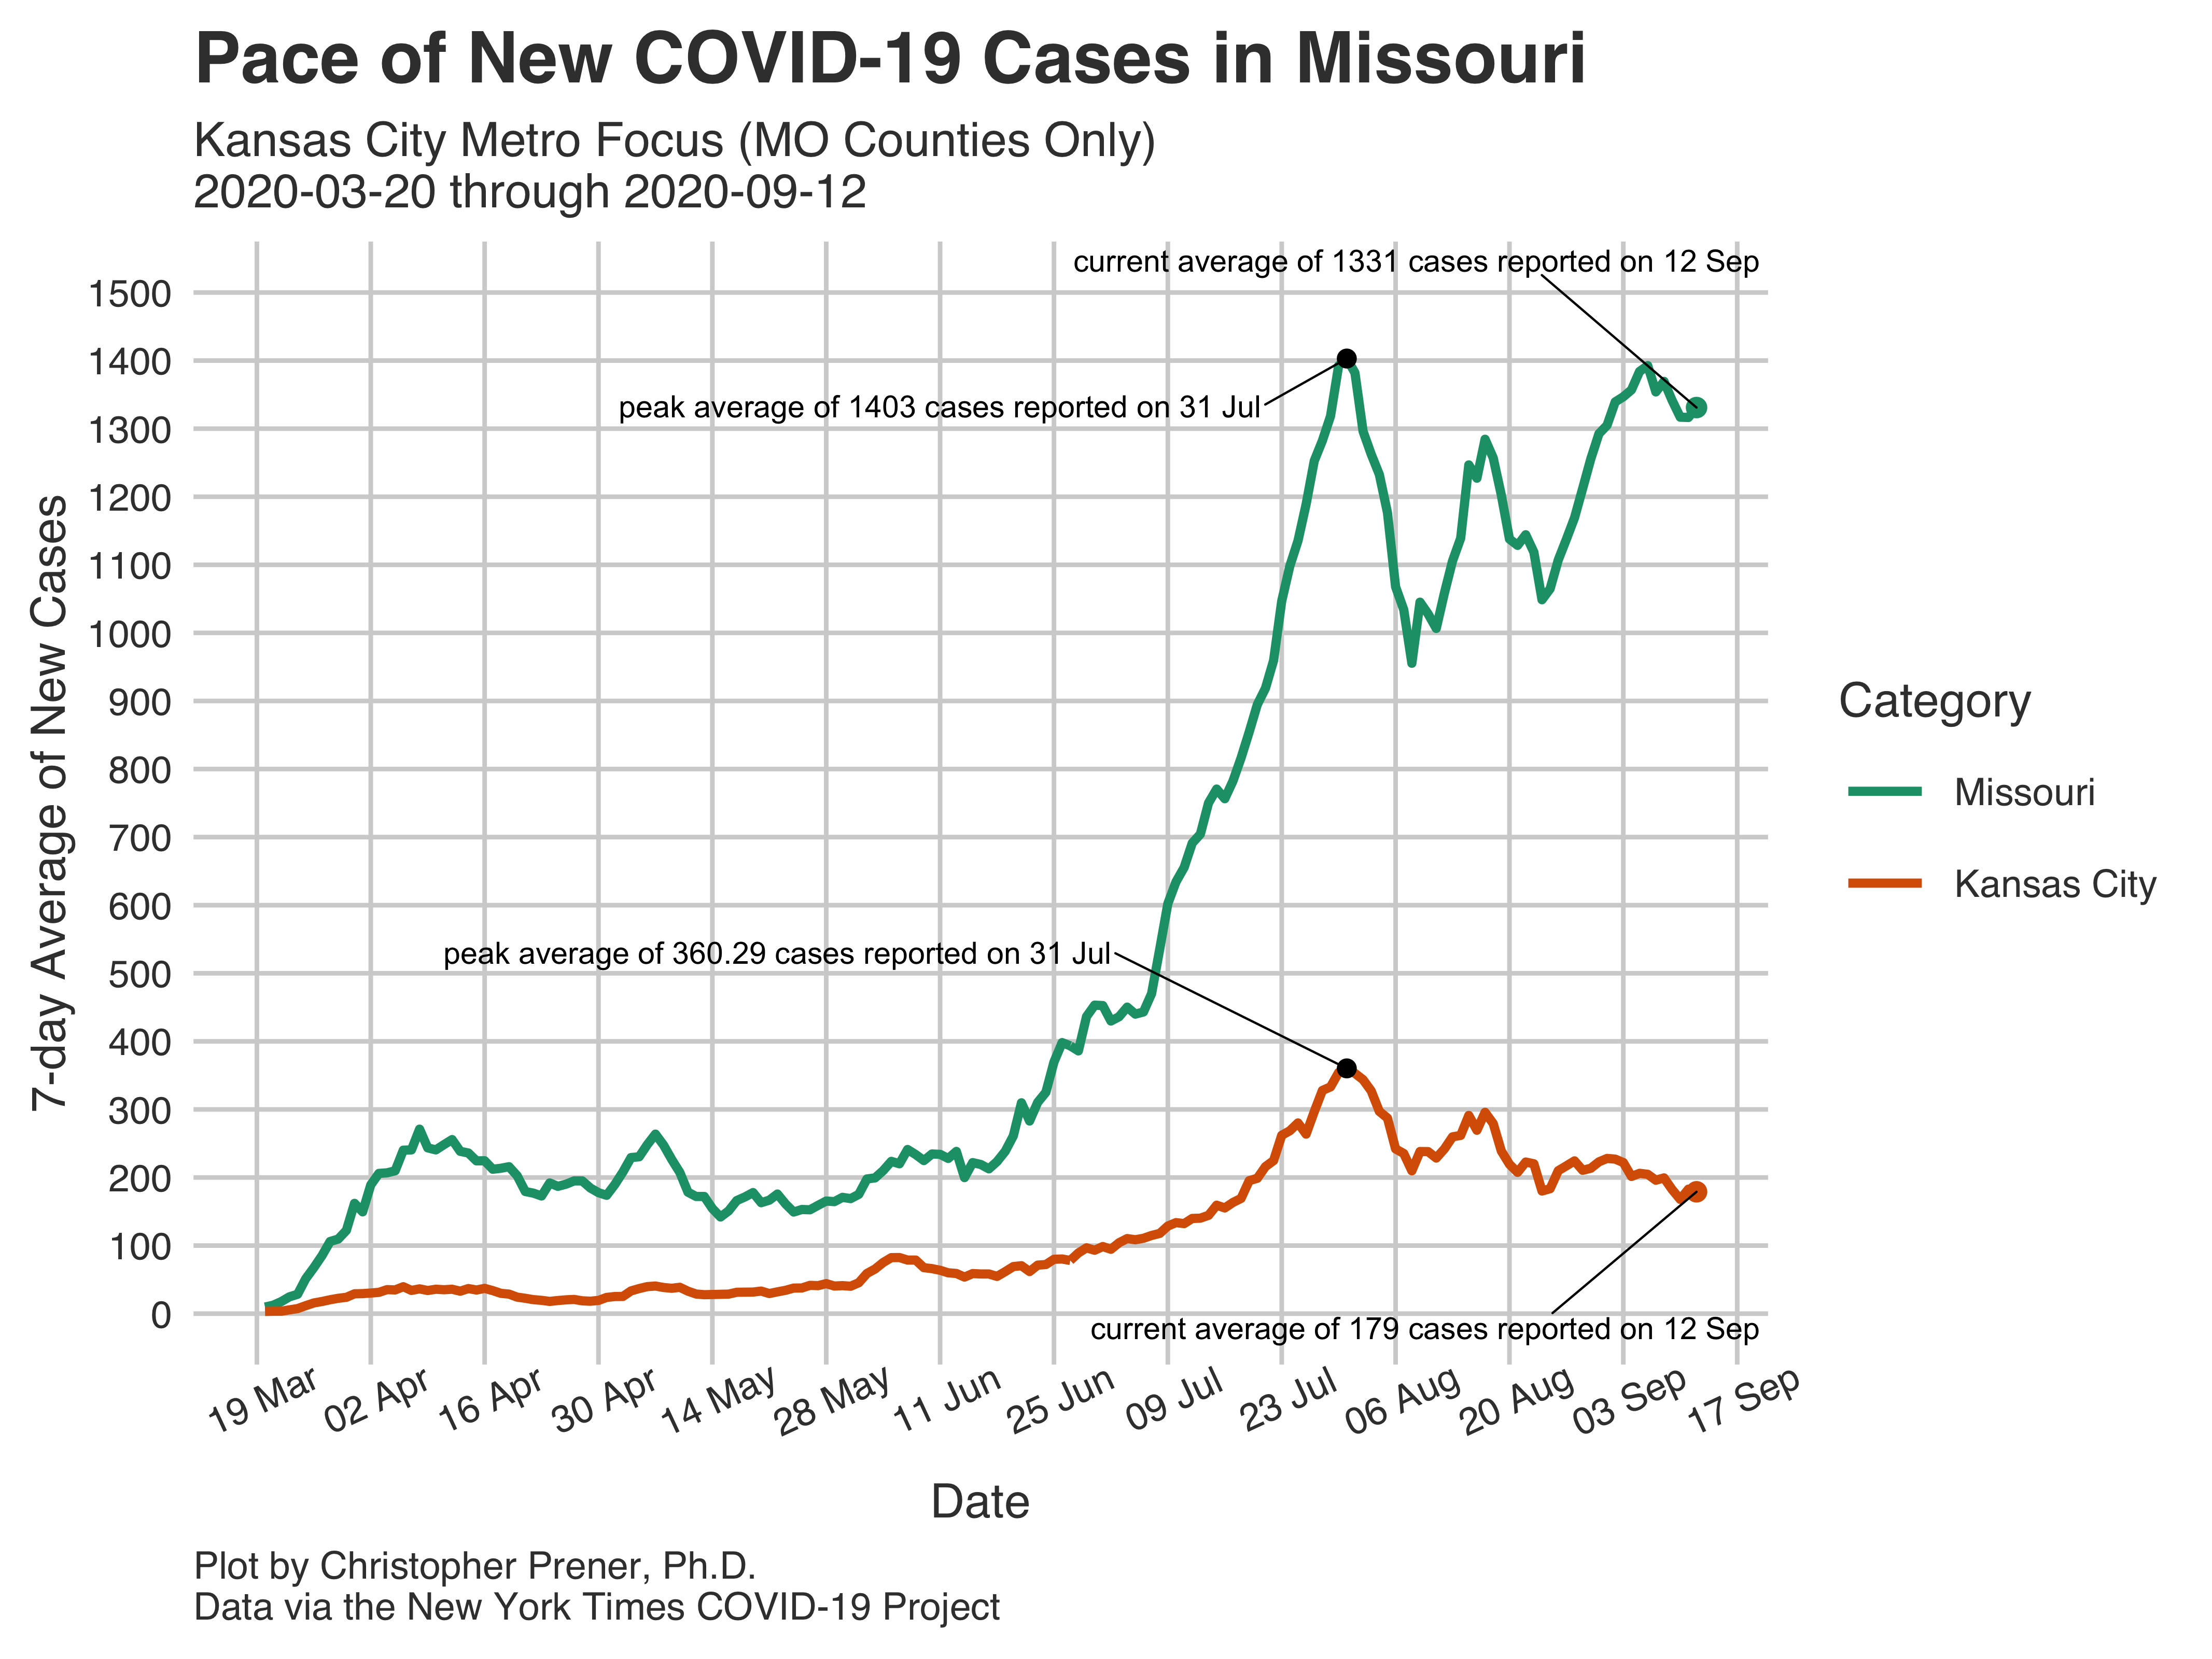 Pace of New COVID-19 Cases in Missouri
Kansas City Metro Focus (MO Counties Only)
2020-03-20 through 2020-09-12
current average of 1331 cases reported on 12 Sep
peak average of 1403 cases reported on 31 Jul
peak average of 360.29 cases reported on 31 Jul
current average of 179 cases reported on 12 Sep
7-day Average of New Cases
1500
1400
1300
1200
1100
1000
900
800
700
600
500
400
300
200
100
0
19 Mar
02 Apr
16 Apr
30 Apr
14 May
28 May
11 Jun
25 Jun
09 Jul
23 Jul
06 Aug
20 Aug
03 Sep
17 Sep
Date
Category
Missouri
Kansas City
Plot by Christopher Prener, Ph.D.
Data via the New York Times COVID-19 Project